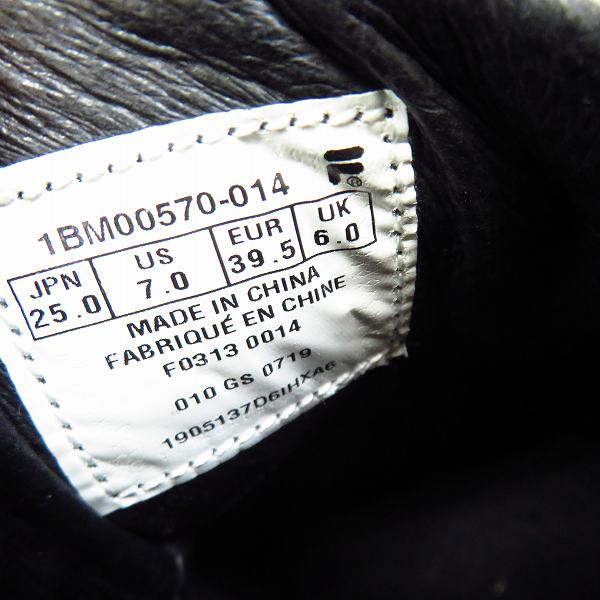 1BM00570-014
JPN US EUR UK
25.0 7.0 39.5 6.0
MADE IN CHINA
FABRIQUÉ EN CHINE
F0313 0014
010 GS 0719
1905137D6IHXA6